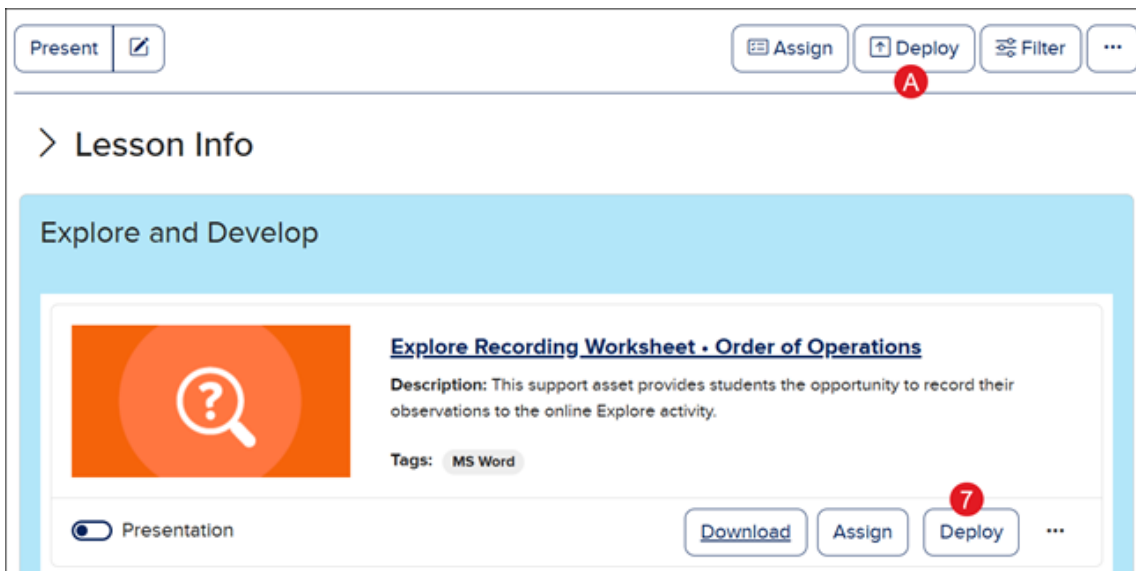 Present
Assign
Deploy
Filter
...
A
> Lesson Info
Explore and Develop
?
Explore Recording Worksheet • Order of Operations
Description: This support asset provides students the opportunity to record their
observations to the online Explore activity.
Tags: MS Word
7
Presentation
Download
Assign
Deploy
...